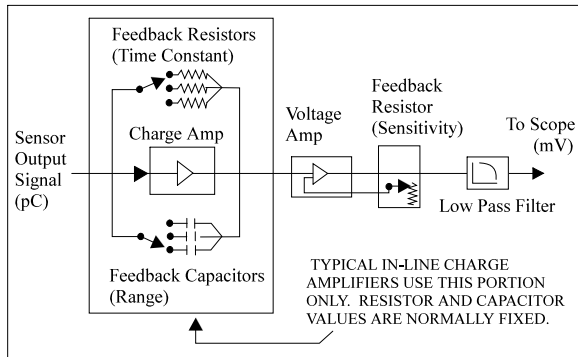 Feedback Resistors
(Time Constant)
Charge Amp
Sensor
Output
Signal
(pC)
Feedback Capacitors
(Range)
Voltage
Amp
Feedback
Resistor
(Sensitivity)
To Scope
(mV)
Low Pass Filter
TYPICAL IN-LINE CHARGE
AMPLIFIERS USE THIS PORTION
ONLY. RESISTOR AND CAPACITOR
VALUES ARE NORMALLY FIXED.